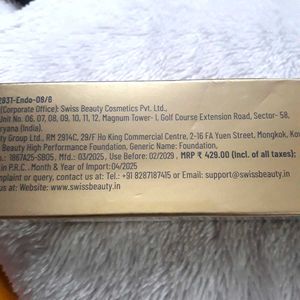 2931-Endo-08/6
(Corporate Office): Swiss Beauty Cosmetics Pvt. Ltd.,
Unit No. 06, 07, 08, 09, 10, 11, 12, Magnum Tower- I, Golf Course Extension Road, Sector- 58,
ryana (India).
ty Group Ltd., RM 2914C, 29/F Ho King Commercial Centre, 2-16 FA Yuen Street, Mongkok, Kow
Beauty High Performance Foundation, Generic Name: Foundation,
o.: 1867A25-SB05, Mfd.: 03/2025, Use Before: 02/2029, MRP ₹ 429.00 (Incl. of all taxes);
in P.R.C . Month & Year of Import:04/2025
mplaint or query, contact us at: Tel.: +91 8287187415 or Email: support@swissbeauty.in
us at: Website: www.swissbeauty.in